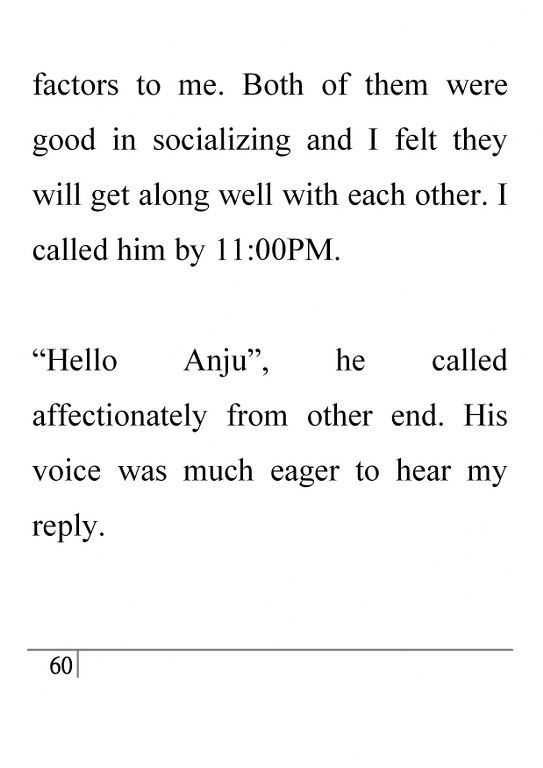 factors to me. Both of them were
good in socializing and I felt they
will get along well with each other. I
called him by 11:00PM.
“Hello Anju”, he called
affectionately from other end. His
voice was much eager to hear my
reply.
60